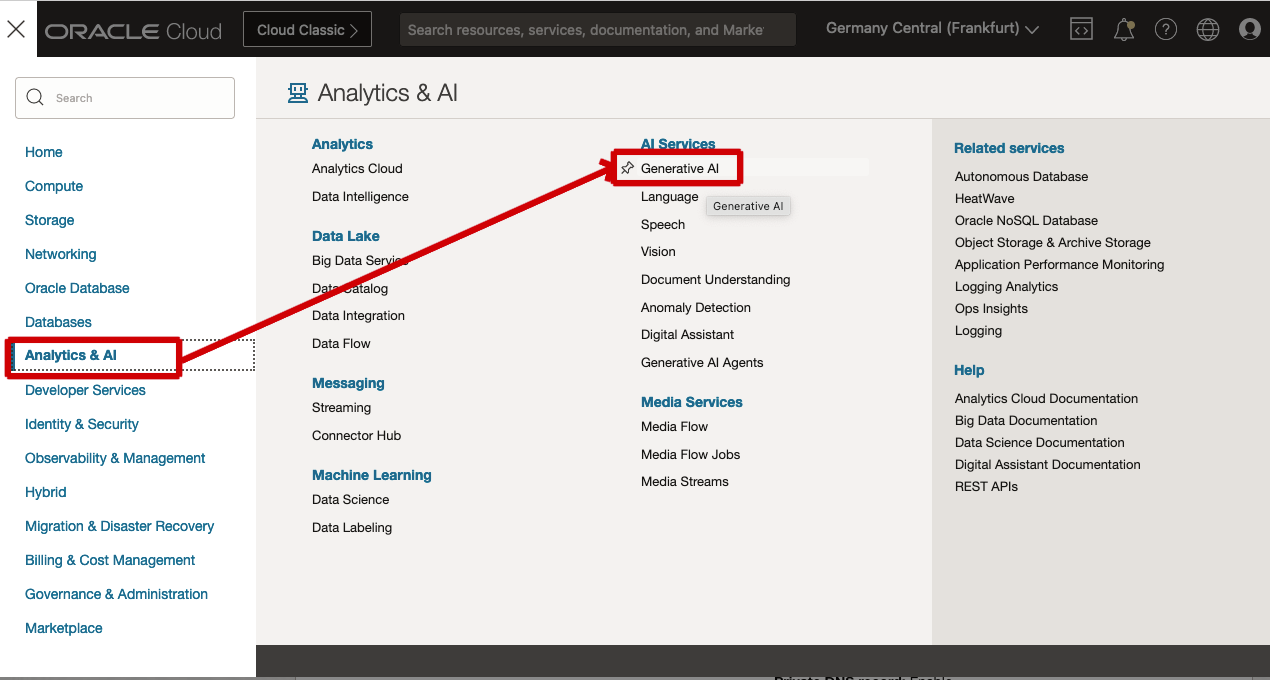 ORACLE Cloud
Cloud Classic
Search resources, services, documentation, and Marke
Germany Central (Frankfurt)
Search
Home
Compute
Storage
Networking
Oracle Database
Databases
Analytics & AI
Developer Services
Identity & Security
Observability & Management
Hybrid
Migration & Disaster Recovery
Billing & Cost Management
Governance & Administration
Marketplace
Analytics & AI
Analytics
Analytics Cloud
Data Intelligence
Data Lake
Big Data Service
Data Catalog
Data Integration
Data Flow
Messaging
Streaming
Connector Hub
Machine Learning
Data Science
Data Labeling
AI Services
Generative AI
Language
Generative AI
Speech
Vision
Document Understanding
Anomaly Detection
Digital Assistant
Generative AI Agents
Media Services
Media Flow
Media Flow Jobs
Media Streams
Related services
Autonomous Database
HeatWave
Oracle NoSQL Database
Object Storage & Archive Storage
Application Performance Monitoring
Logging Analytics
Ops Insights
Logging
Help
Analytics Cloud Documentation
Big Data Documentation
Data Science Documentation
Digital Assistant Documentation
REST APIs
Private DNS record: Enable